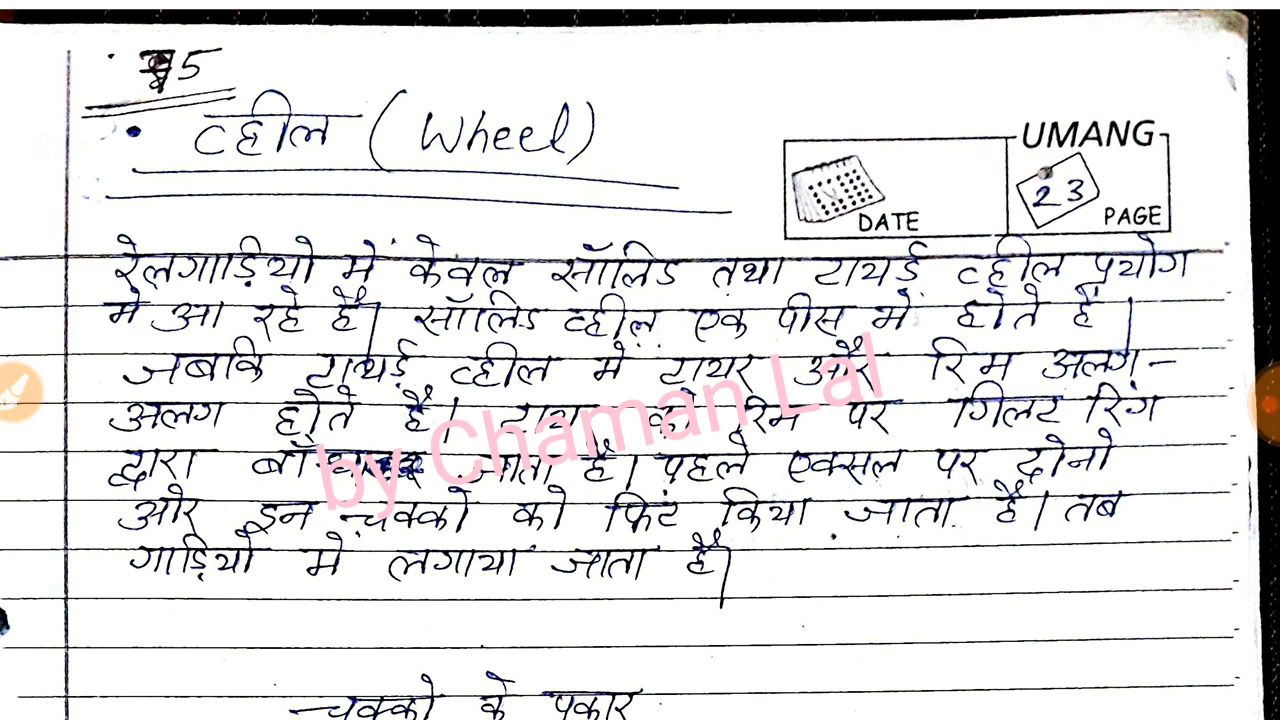 5
व्हील (Wheel)
UMANG
23
DATE
PAGE
रेलगाड़ियो में केवल सॉलिड तथा टायर्ड व्हील प्रयोग
मे आ रहे है। सॉलिड व्हील एक पीस में होते है।
जबकि टायर्ड व्हील मे टायर और रिम अलग-
अलग होते है। को रिम पर गिलट रिंग
द्वारा जाता है। पहले एक्सल पर दोनो
ओर इन चक्को को फिट किया जाता है। तब
गाड़ियो मे लगाया जाता है।
चक्को के प्रकार
by Chaman Lal